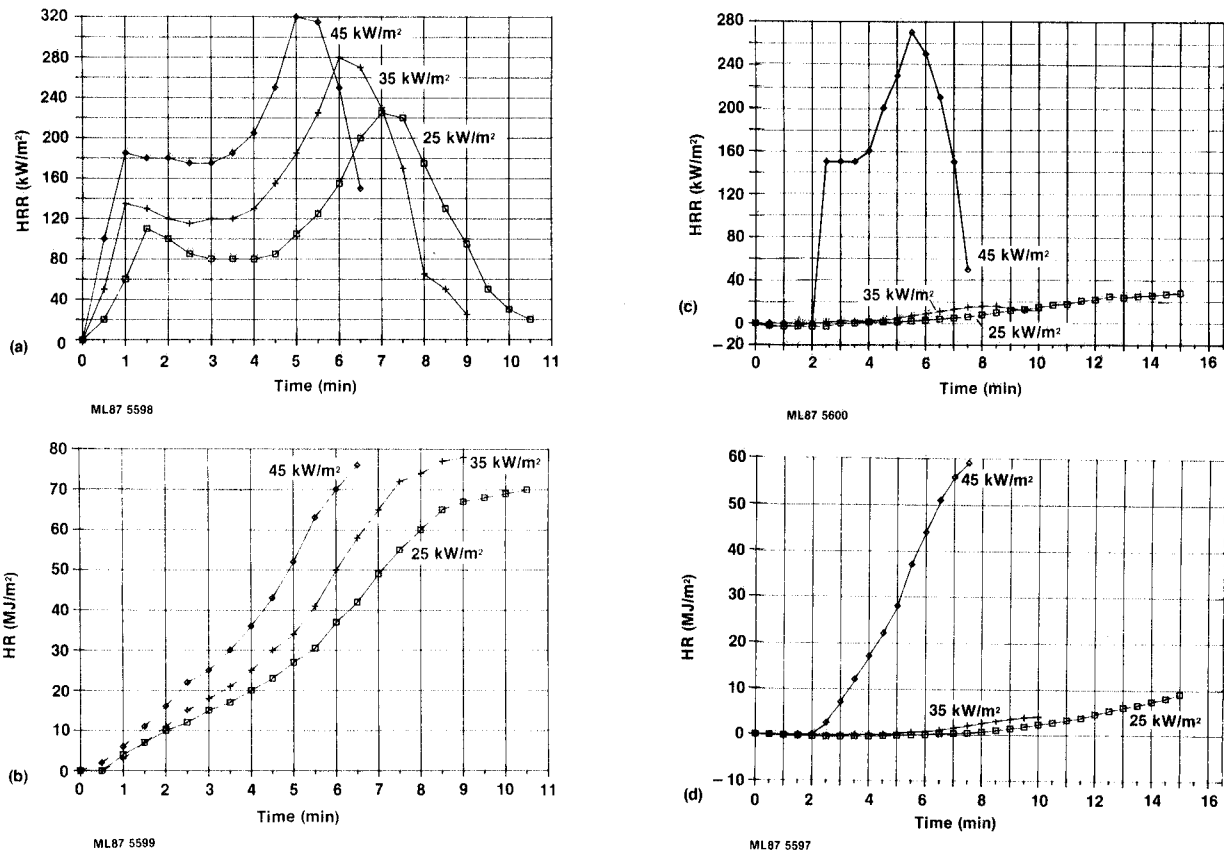 320
280
240
200
160
120
80
40
0
HRR (kW/m²)
45 kW/m²
35 kW/m²
25 kW/m²
0 1 2 3 4 5 6 7 8 9 10 11
Time (min)
(a)
ML87 5598
280
240
200
160
120
80
40
0
−20
HRR (kW/m²)
45 kW/m²
35 kW/m²
25 kW/m²
0 2 4 6 8 10 12 14 16
Time (min)
(c)
ML87 5600
80
70
60
50
40
30
20
10
0
HR (MJ/m²)
45 kW/m²
35 kW/m²
25 kW/m²
0 1 2 3 4 5 6 7 8 9 10 11
Time (min)
(b)
ML87 5599
60
50
40
30
20
10
0
−10
HR (MJ/m²)
45 kW/m²
35 kW/m²
25 kW/m²
0 2 4 6 8 10 12 14 16
Time (min)
(d)
ML87 5597